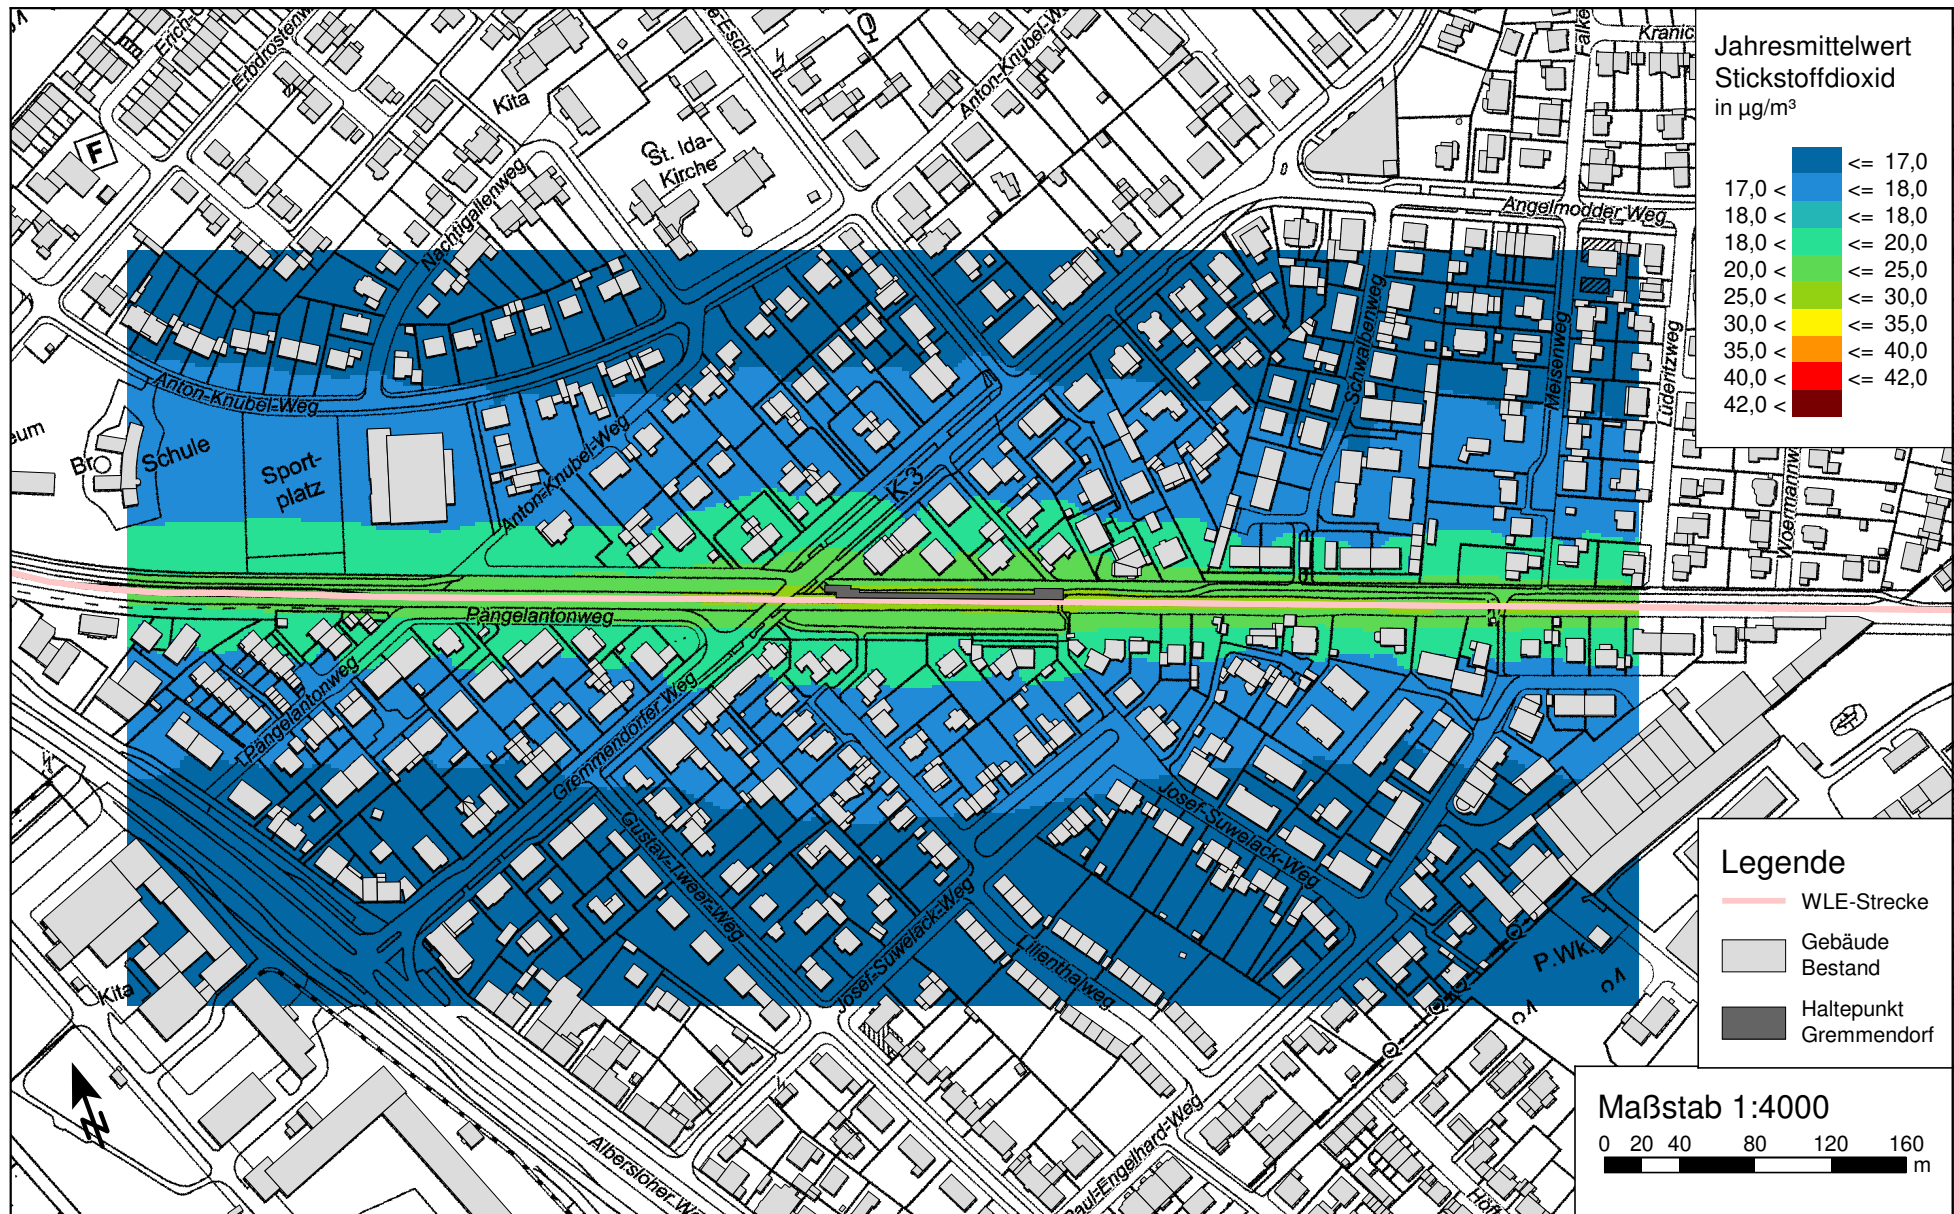 Jahresmittelwert
Stickstoffdioxid
in µg/m³
<= 17,0
17,0 < <= 18,0
18,0 < <= 18,0
18,0 < <= 20,0
20,0 < <= 25,0
25,0 < <= 30,0
30,0 < <= 35,0
35,0 < <= 40,0
40,0 < <= 42,0
42,0 <
Kita
St. Ida-
Kirche
F
Nachtigallenweg
Anton-Knubel-W
Angelmodder Weg
Schwalbenweg
Meisenweg
Lüderitzweg
Anton-Knubel-Weg
Schule
Sport-
platz
Br
Anton-Knubel-Weg
K 3
Pängelantonweg
Pängelantonweg
Gremmendorfer Weg
Gustav-Tweer-Weg
Josef-Suwelack-Weg
Josef-Suwelack-Weg
Lilienthalweg
P.Wk.
Kita
Paul-Engelhard-Weg
Legende
WLE-Strecke
Gebäude
Bestand
Haltepunkt
Gremmendorf
N
Maßstab 1:4000
0 20 40 80 120 160
m